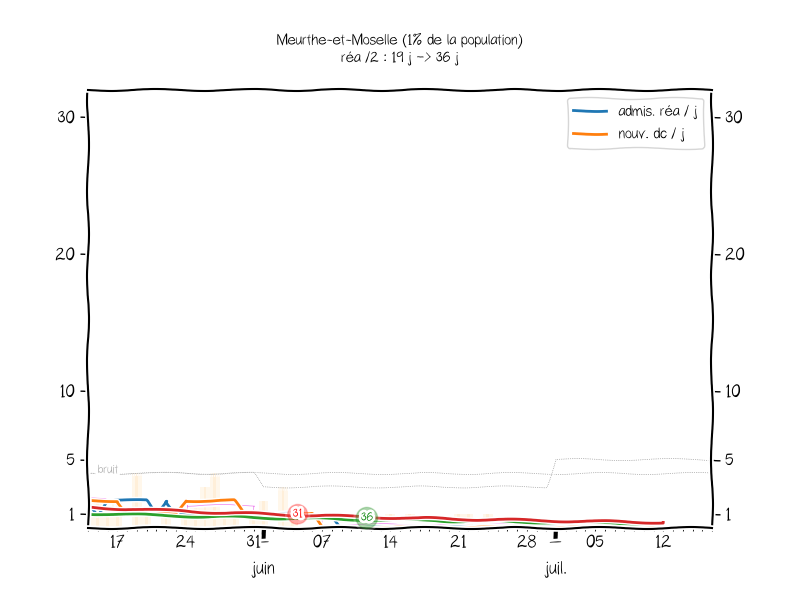 Meurthe-et-Moselle (1% de la population)
réa /2 : 19 j -> 36 j
admis. réa / j
nouv. dc / j
30
30
20
20
10
10
5
5
bruit
1
1
31
36
17 24 31 07 14 21 28 05 12
juin juil.